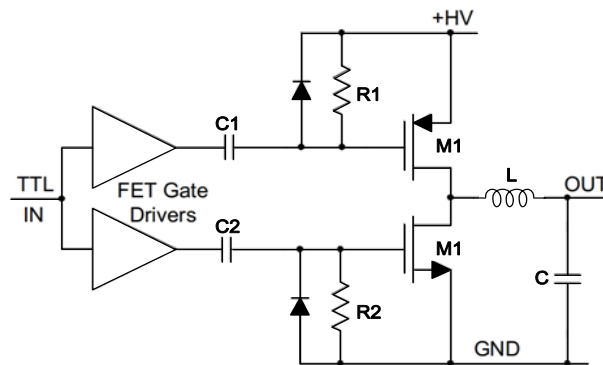 +HV
R1
C1
M1
L
OUT
TTL
IN
FET Gate
Drivers
C2
M1
C
R2
GND